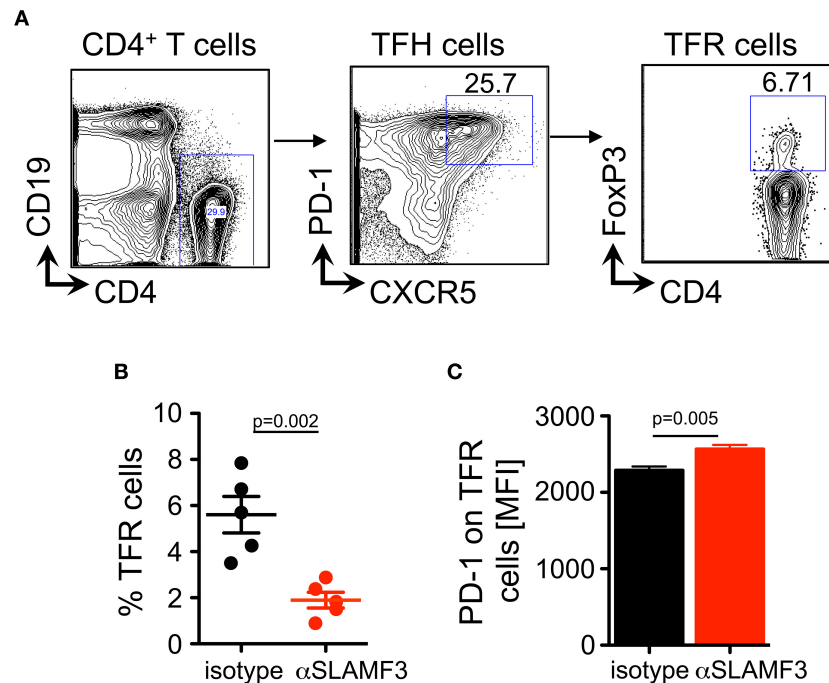 A
CD4⁺ T cells
TFH cells
TFR cells
25.7
6.71
CD19
29.9
CD4
PD-1
CXCR5
FoxP3
CD4
B
10
8
6
4
2
0
% TFR cells
p=0.002
isotype αSLAMF3
C
3000
2000
1000
0
PD-1 on TFR
cells [MFI]
p=0.005
isotype αSLAMF3